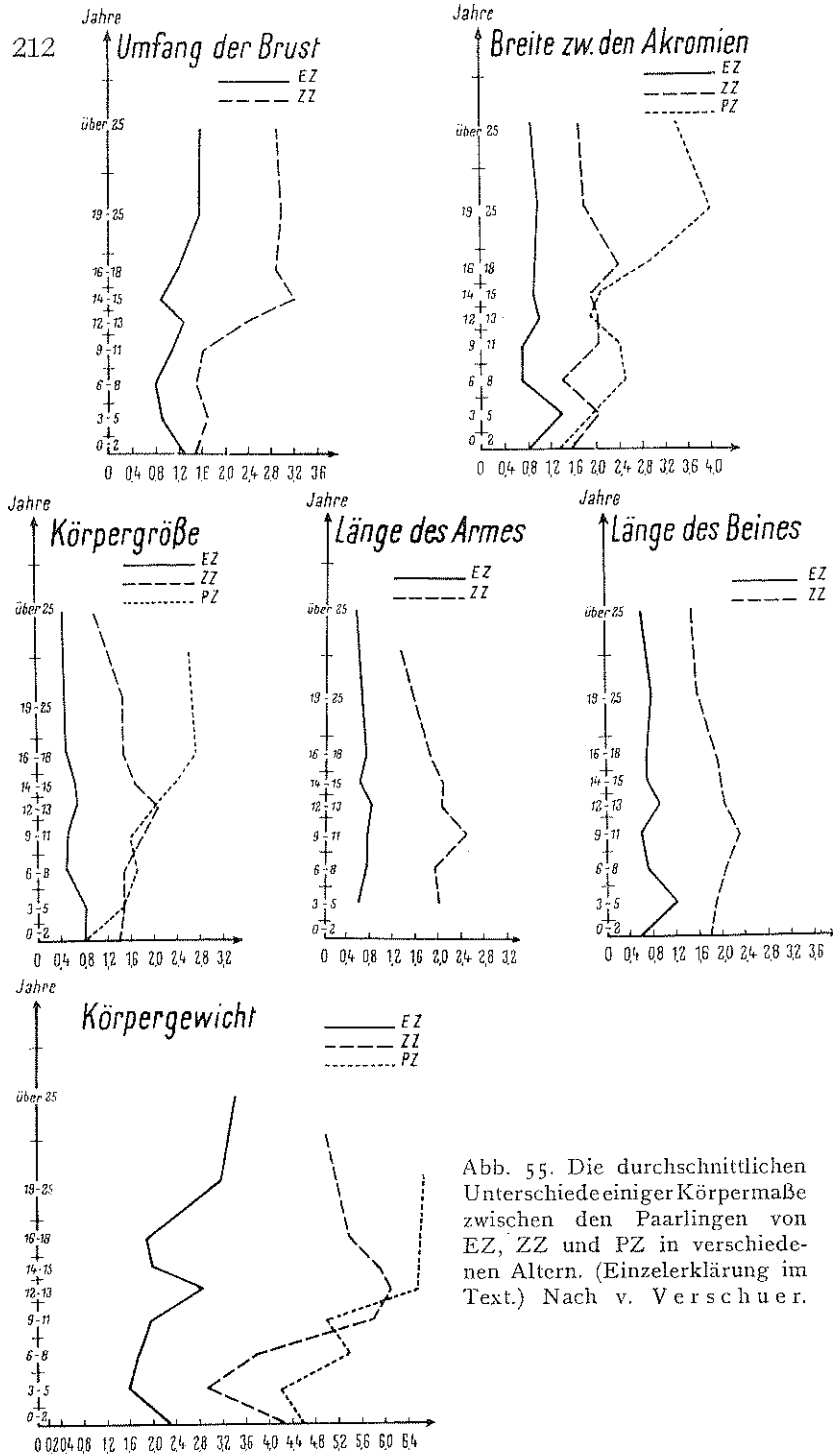 212
Jahre
Umfang der Brust
EZ
ZZ
über 25
19-25
16-18
14-15
12-13
9-11
6-8
3-5
0-2
0 0,4 0,8 1,2 1,6 2,0 2,4 2,8 3,2 3,6
Jahre
Breite zw. den Akromien
EZ
ZZ
PZ
über 25
19-25
16-18
14-15
12-13
9-11
6-8
3-5
0-2
0 0,4 0,8 1,2 1,6 2,0 2,4 2,8 3,2 3,6 4,0
Jahre
Körpergröße
EZ
ZZ
PZ
über 25
19-25
16-18
14-15
12-13
9-11
6-8
3-5
0-2
0 0,4 0,8 1,2 1,6 2,0 2,4 2,8 3,2
Jahre
Länge des Armes
EZ
ZZ
über 25
19-25
16-18
14-15
12-13
9-11
6-8
3-5
0-2
0 0,4 0,8 1,2 1,6 2,0 2,4 2,8 3,2
Jahre
Länge des Beines
EZ
ZZ
über 25
19-25
16-18
14-15
12-13
9-11
6-8
3-5
0-2
0 0,4 0,8 1,2 1,6 2,0 2,4 2,8 3,2 3,6
Jahre
Körpergewicht
EZ
ZZ
PZ
über 25
19-25
16-18
14-15
12-13
9-11
6-8
3-5
0-2
0 0,2 0,4 0,8 1,2 1,6 2,0 2,4 2,8 3,2 3,6 4,0 4,4 4,8 5,2 5,6 6,0 6,4
Abb. 55. Die durchschnittlichen
Unterschiede einiger Körpermaße
zwischen den Paarlingen von
EZ, ZZ und PZ in verschiede-
nen Altern. (Einzelerklärung im
Text.) Nach v. Verschuer.